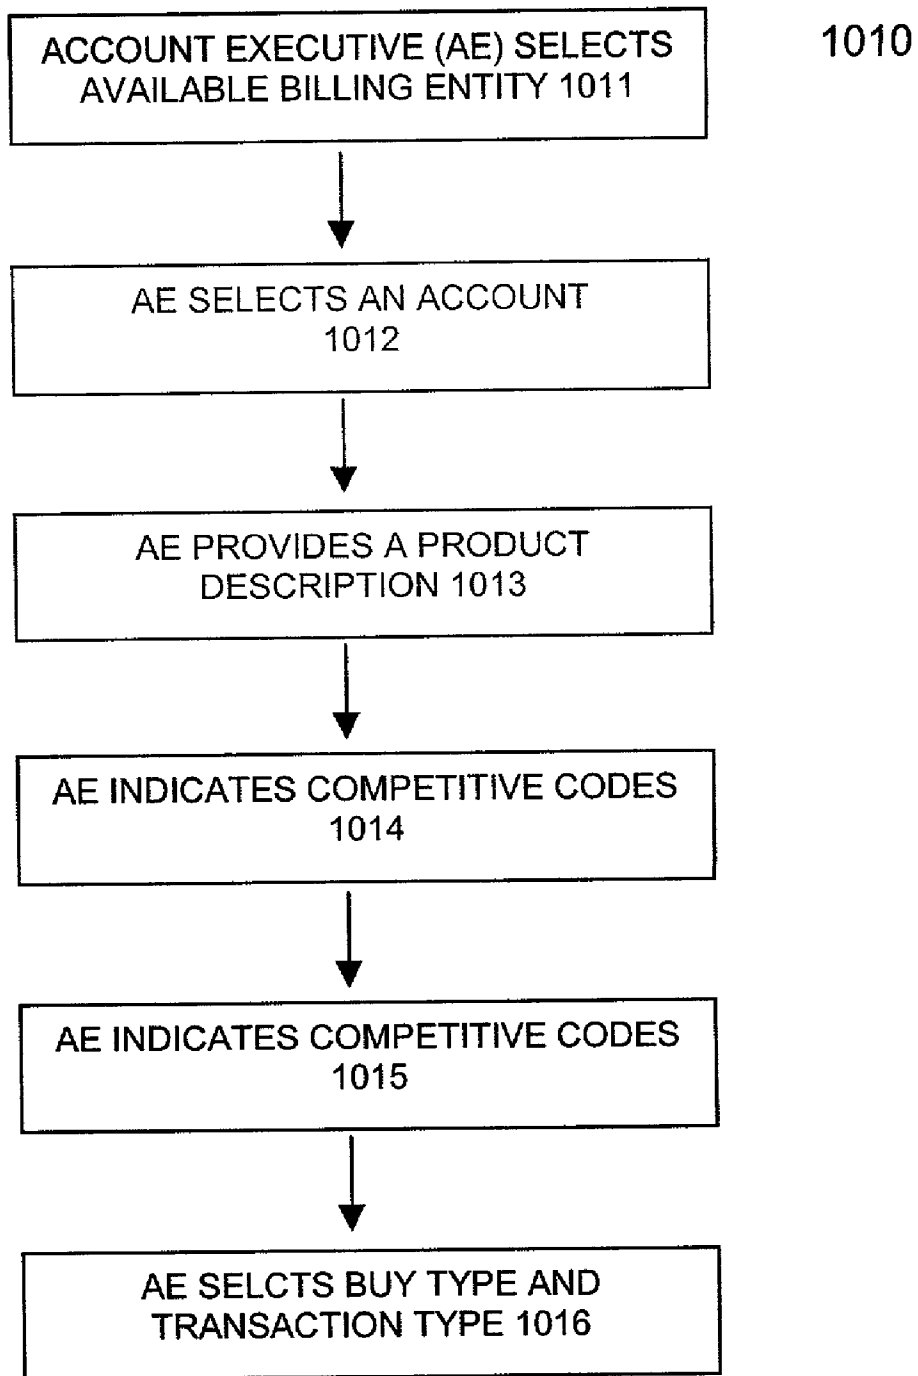 1010
ACCOUNT EXECUTIVE (AE) SELECTS
AVAILABLE BILLING ENTITY 1011
AE SELECTS AN ACCOUNT
1012
AE PROVIDES A PRODUCT
DESCRIPTION 1013
AE INDICATES COMPETITIVE CODES
1014
AE INDICATES COMPETITIVE CODES
1015
AE SELCTS BUY TYPE AND
TRANSACTION TYPE 1016